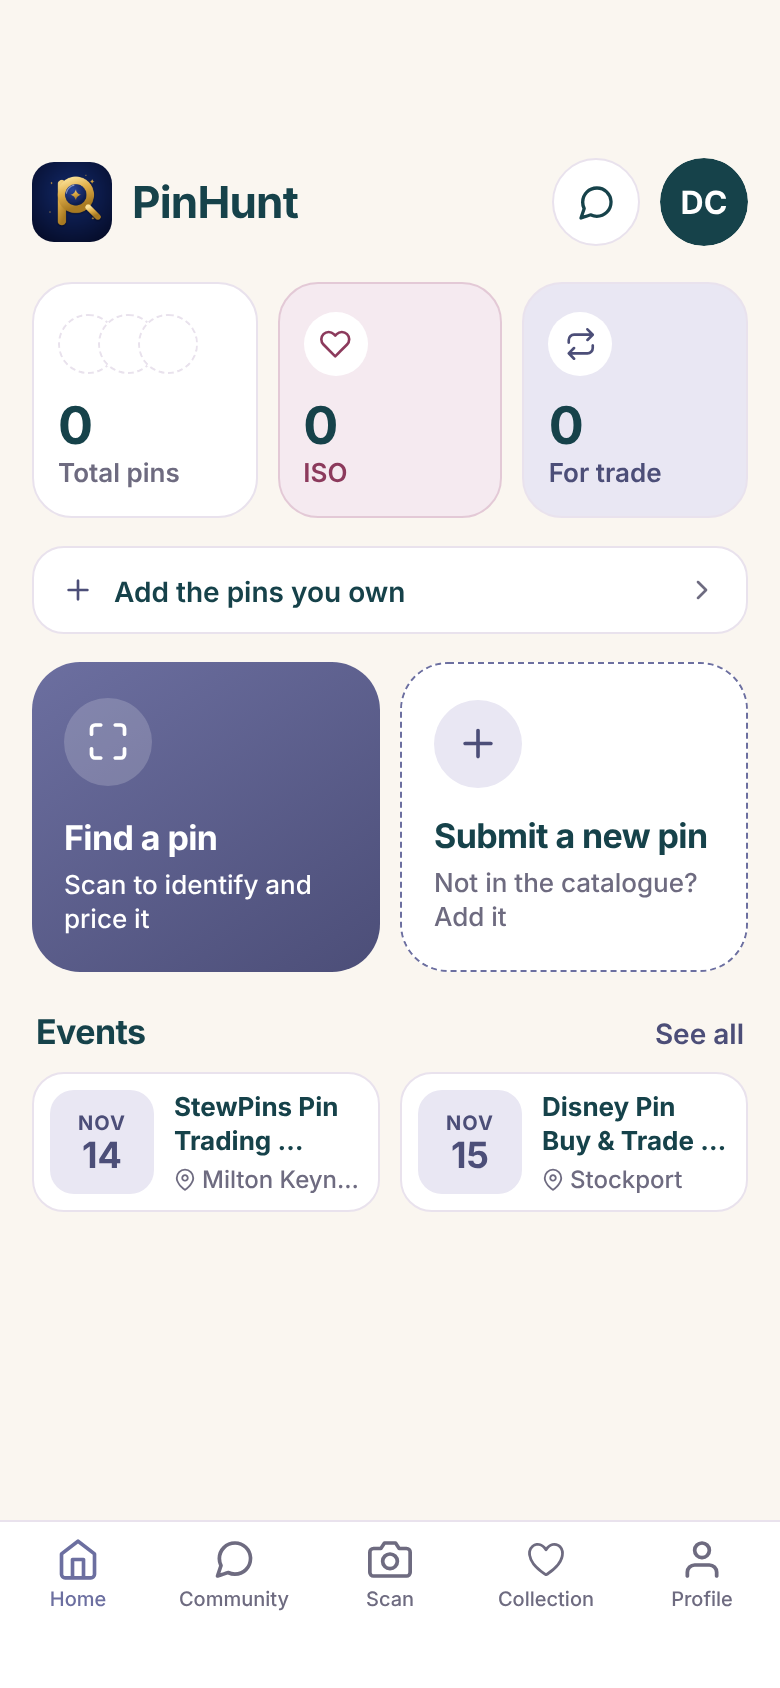 PinHunt
DC
0
Total pins
0
ISO
0
For trade
Add the pins you own
Find a pin
Scan to identify and
price it
Submit a new pin
Not in the catalogue?
Add it
Events
See all
NOV
14
StewPins Pin
Trading ...
Milton Keyn...
NOV
15
Disney Pin
Buy & Trade ...
Stockport
Home
Community
Scan
Collection
Profile